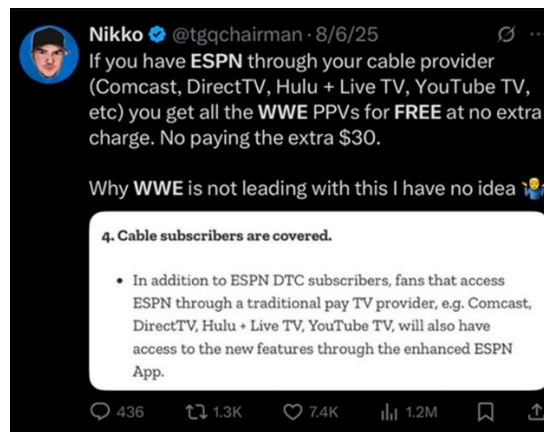 Nikko @tgqchairman · 8/6/25
If you have ESPN through your cable provider
(Comcast, DirectTV, Hulu + Live TV, YouTube TV,
etc) you get all the WWE PPVs for FREE at no extra
charge. No paying the extra $30.
Why WWE is not leading with this I have no idea 🤷‍♂️
4. Cable subscribers are covered.
• In addition to ESPN DTC subscribers, fans that access
ESPN through a traditional pay TV provider, e.g. Comcast,
DirectTV, Hulu + Live TV, YouTube TV, will also have
access to the new features through the enhanced ESPN
App.
436 1.3K 7.4K 1.2M